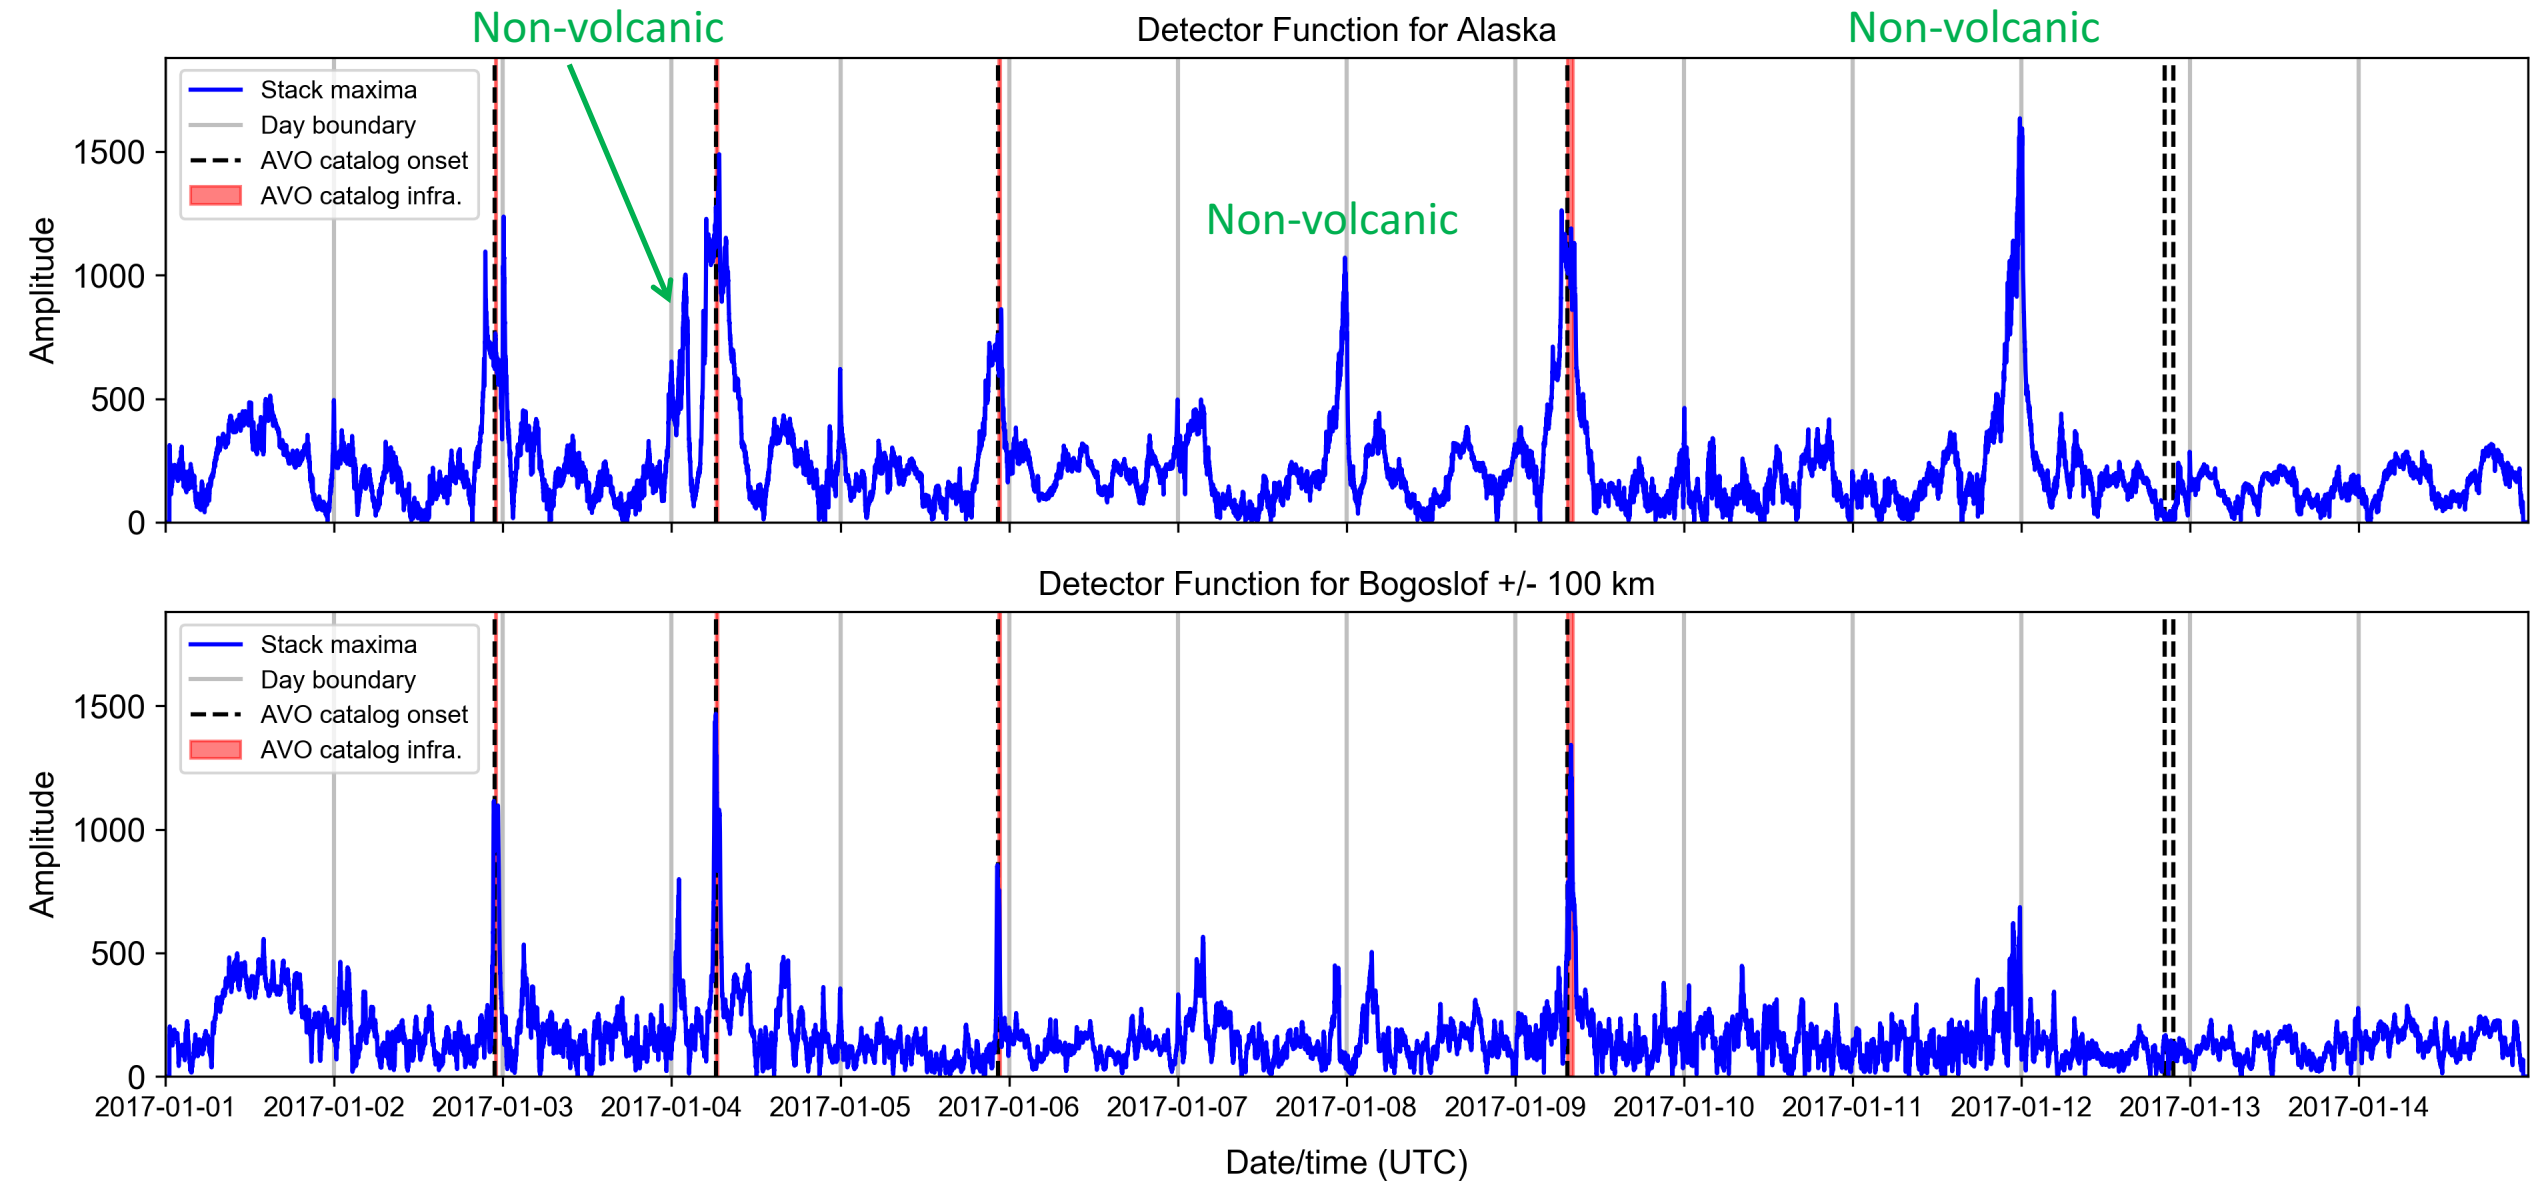 Non-volcanic
Detector Function for Alaska
Non-volcanic
Stack maxima
Day boundary
AVO catalog onset
AVO catalog infra.
Non-volcanic
1500
1000
500
0
Amplitude
Detector Function for Bogoslof +/- 100 km
Stack maxima
Day boundary
AVO catalog onset
AVO catalog infra.
1500
1000
500
0
Amplitude
2017-01-01 2017-01-02 2017-01-03 2017-01-04 2017-01-05 2017-01-06 2017-01-07 2017-01-08 2017-01-09 2017-01-10 2017-01-11 2017-01-12 2017-01-13 2017-01-14
Date/time (UTC)